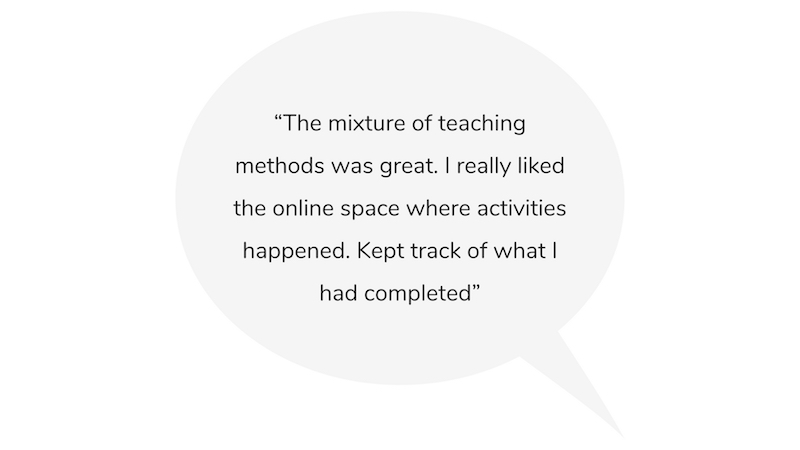 “The mixture of teaching
methods was great. I really liked
the online space where activities
happened. Kept track of what I
had completed”